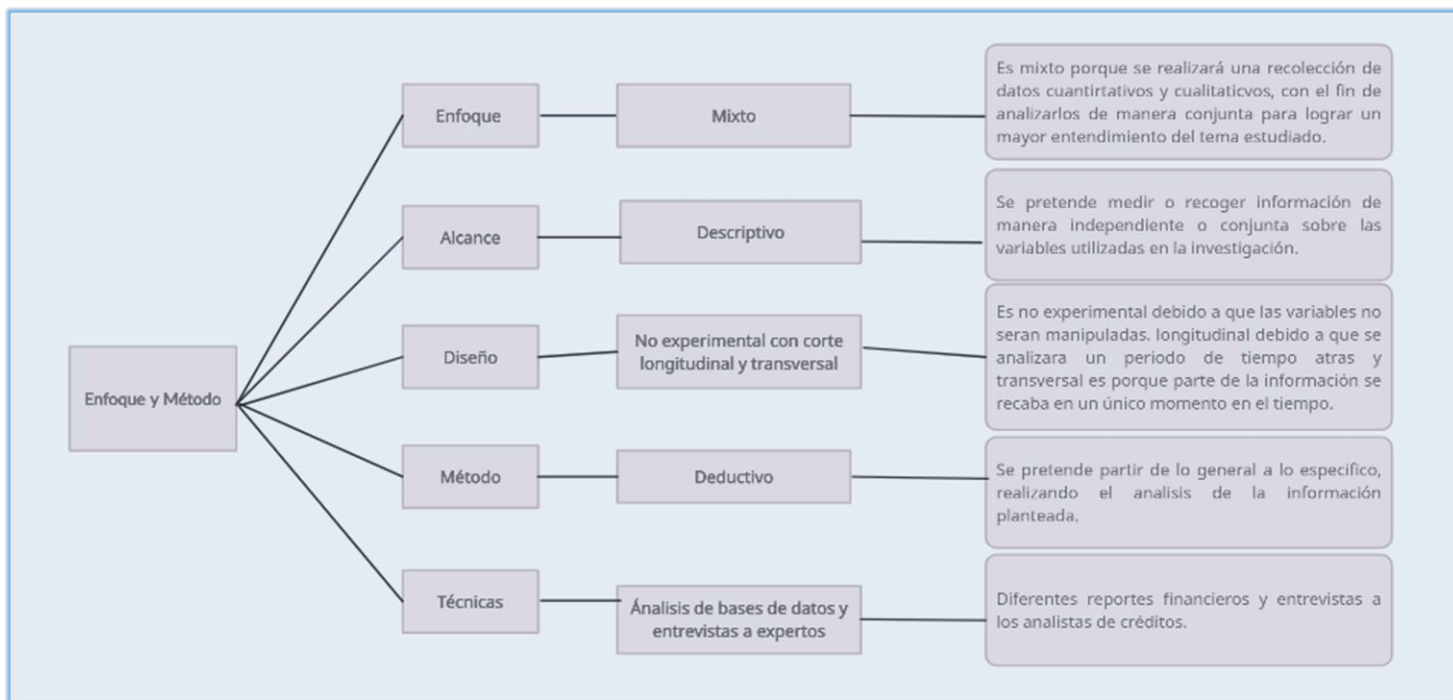 Enfoque y Método
Enfoque
Mixto
Es mixto porque se realizará una recolección de
datos cuantirtativos y cualitaticvos, con el fin de
analizarlos de manera conjunta para lograr un
mayor entendimiento del tema estudiado.
Alcance
Descriptivo
Se pretende medir o recoger información de
manera independiente o conjunta sobre las
variables utilizadas en la investigación.
Diseño
No experimental con corte
longitudinal y transversal
Es no experimental debido a que las variables no
seran manipuladas. longitudinal debido a que se
analizara un periodo de tiempo atras y
transversal es porque parte de la información se
recaba en un único momento en el tiempo.
Método
Deductivo
Se pretende partir de lo general a lo especifico,
realizando el analisis de la información
planteada.
Técnicas
Ánalisis de bases de datos y
entrevistas a expertos
Diferentes reportes financieros y entrevistas a
los analistas de créditos.